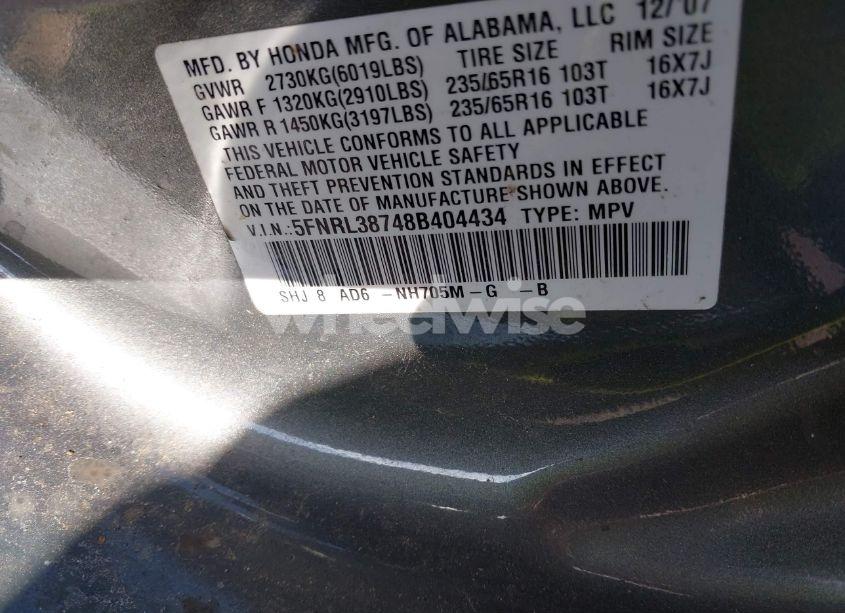 MFD. BY HONDA MFG. OF ALABAMA, LLC 12/'07
GVWR 2730KG(6019LBS) TIRE SIZE RIM SIZE
GAWR F 1320KG(2910LBS) 235/65R16 103T 16X7J
GAWR R 1450KG(3197LBS) 235/65R16 103T 16X7J
THIS VEHICLE CONFORMS TO ALL APPLICABLE
FEDERAL MOTOR VEHICLE SAFETY
AND THEFT PREVENTION STANDARDS IN EFFECT
ON THE DATE OF MANUFACTURE SHOWN ABOVE.
V.I.N.:5FNRL38748B404434 TYPE: MPV
SHJ 8 AD6 -NH705M-G -B
wheelwise